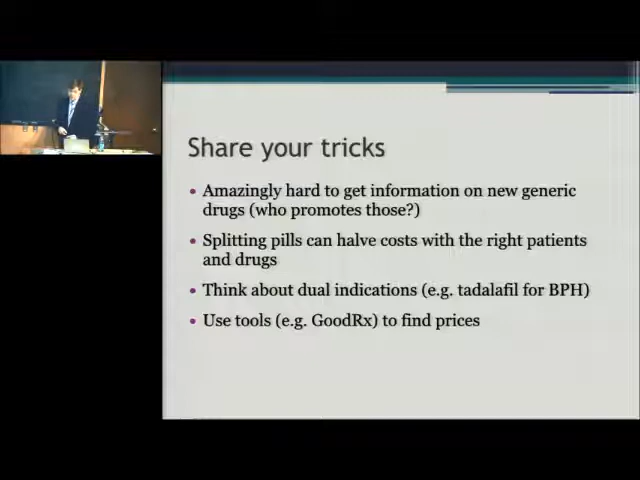 Share your tricks
• Amazingly hard to get information on new generic
drugs (who promotes those?)
• Splitting pills can halve costs with the right patients
and drugs
• Think about dual indications (e.g. tadalafil for BPH)
• Use tools (e.g. GoodRx) to find prices